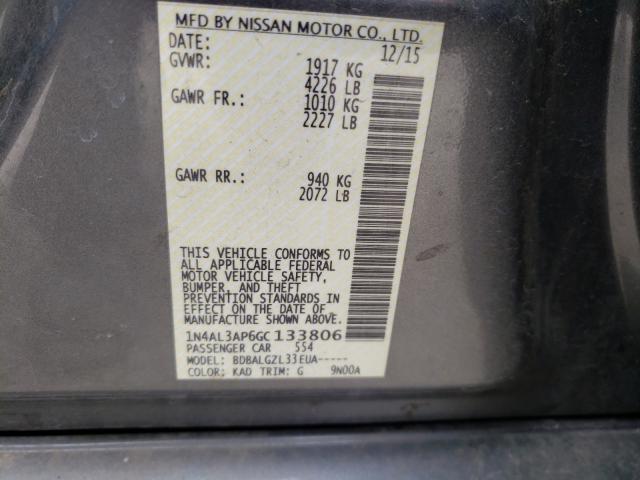 MFD BY NISSAN MOTOR CO., LTD.
DATE: 12/15
GVWR: 1917 KG
4226 LB
GAWR FR.: 1010 KG
2227 LB
GAWR RR.: 940 KG
2072 LB
THIS VEHICLE CONFORMS TO
ALL APPLICABLE FEDERAL
MOTOR VEHICLE SAFETY,
BUMPER, AND THEFT
PREVENTION STANDARDS IN
EFFECT ON THE DATE OF
MANUFACTURE SHOWN ABOVE.
1N4AL3AP6GC133806
PASSENGER CAR 554
MODEL: BDBALGZL33EUA-----
COLOR: KAD TRIM: G 9N00A